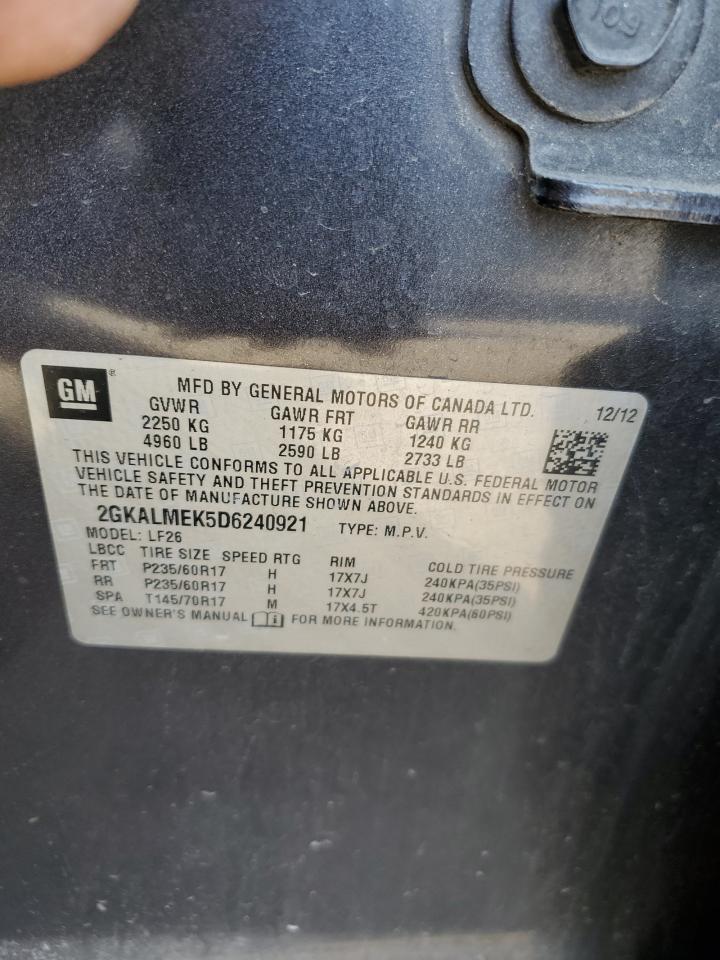 109
GM ®
MFD BY GENERAL MOTORS OF CANADA LTD. 12/12
GVWR GAWR FRT GAWR RR
2250 KG 1175 KG 1240 KG
4960 LB 2590 LB 2733 LB
THIS VEHICLE CONFORMS TO ALL APPLICABLE U.S. FEDERAL MOTOR
VEHICLE SAFETY AND THEFT PREVENTION STANDARDS IN EFFECT ON
THE DATE OF MANUFACTURE SHOWN ABOVE.
2GKALMEK5D6240921 TYPE: M.P.V.
MODEL: LF26
LBCC TIRE SIZE SPEED RTG RIM COLD TIRE PRESSURE
FRT P235/60R17 H 17X7J 240KPA(35PSI)
RR P235/60R17 H 17X7J 240KPA(35PSI)
SPA T145/70R17 M 17X4.5T 420KPA(60PSI)
SEE OWNER'S MANUAL FOR MORE INFORMATION.